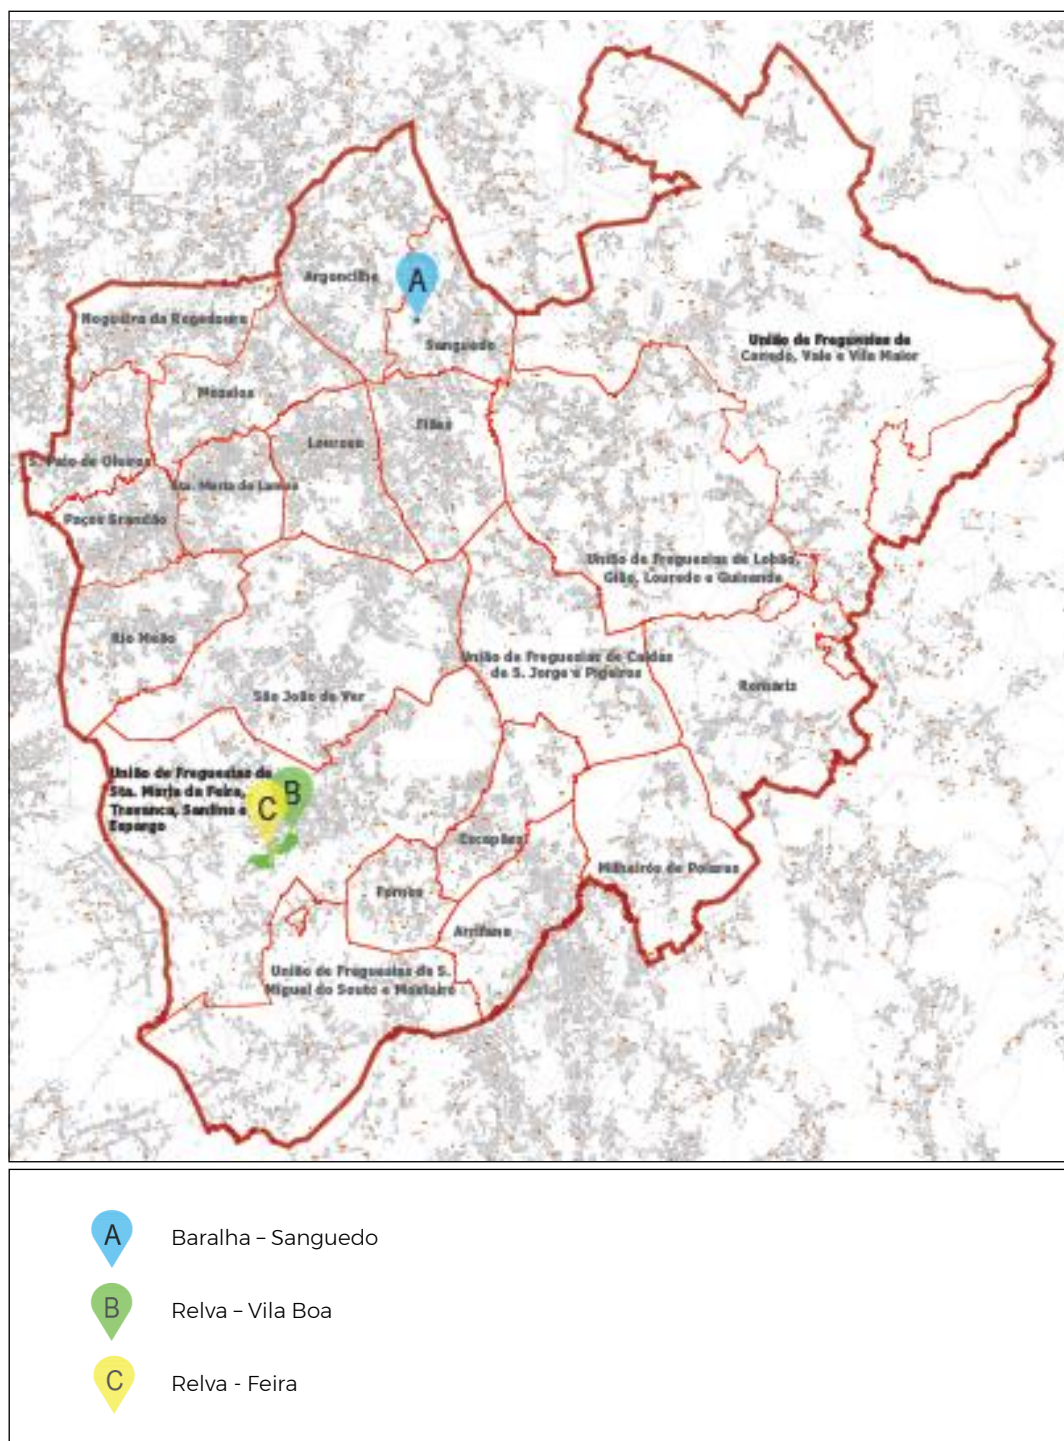 Argoncilhe
A
Nogueira da Regedoura
Sanguedo
União de Freguesias de
Canedo, Vale e Vila Maior
Mozelos
Fiães
Lourosa
S. Paio de Oleiros
Sta. Maria de Lamas
Paços Brandão
União de Freguesias de Lobão,
Gião, Louredo e Guisande
Rio Meão
União de Freguesias de Caldas
de S. Jorge e Pigeiros
Romariz
São João de Ver
União de Freguesias de
Sta. Maria da Feira,
Travanca, Sanfins e
Espargo
B
C
Escapães
Milheirós de Poiares
Fornos
Arrifana
União de Freguesias de S.
Miguel do Souto e Mosteiro
A Baralha – Sanguedo
B Relva – Vila Boa
C Relva - Feira